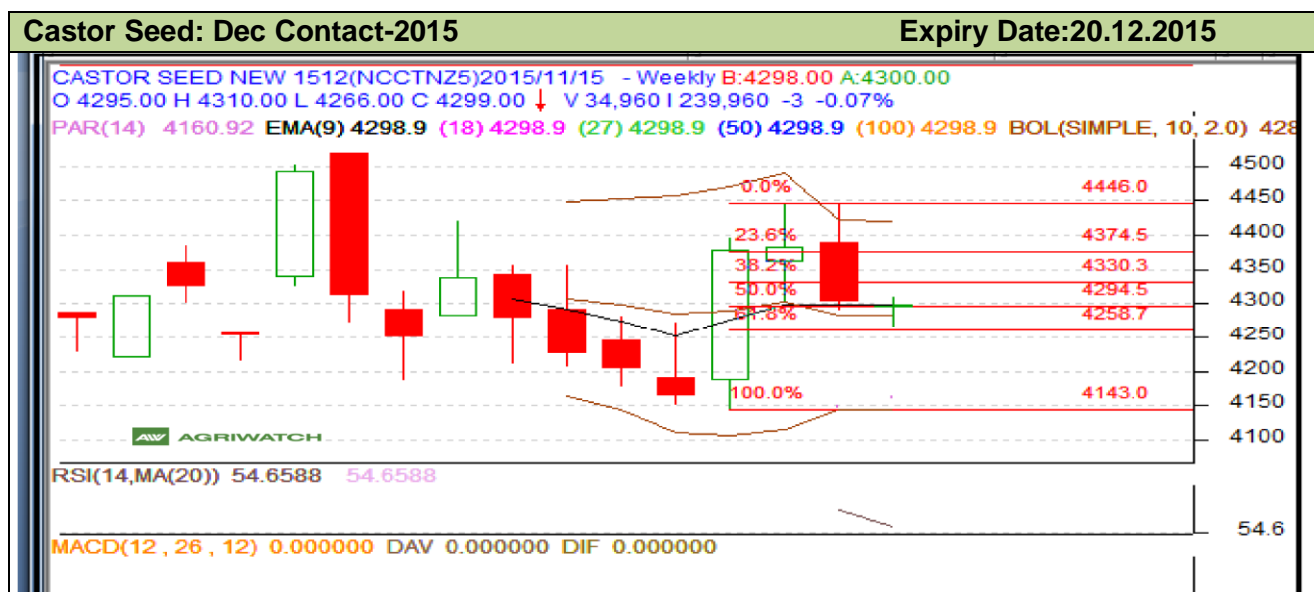 Castor Seed: Dec Contact-2015 Expiry Date:20.12.2015
CASTOR SEED NEW 1512(NCCTNZ5)2015/11/15 - Weekly B:4298.00 A:4300.00
O 4295.00 H 4310.00 L 4266.00 C 4299.00 ↓ V 34,960 I 239,960 -3 -0.07%
PAR(14) 4160.92 EMA(9) 4298.9 (18) 4298.9 (27) 4298.9 (50) 4298.9 (100) 4298.9 BOL(SIMPLE, 10, 2.0) 428
4500
0.0% 4446.0
4450
23.6% 4374.5
4400
38.2% 4330.3
4350
50.0% 4294.5
4300
61.8% 4258.7
4250
4200
100.0% 4143.0
4150
AW AGRIWATCH
4100
RSI(14,MA(20)) 54.6588 54.6588
54.6
MACD(12 , 26 , 12) 0.000000 DAV 0.000000 DIF 0.000000